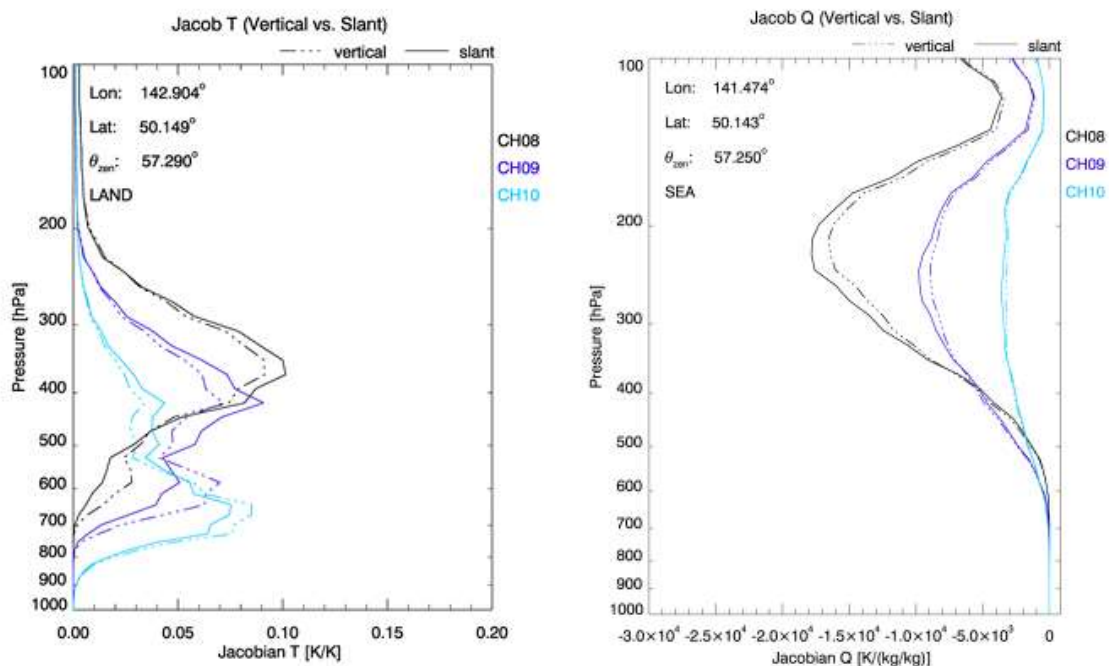 Jacob T (Vertical vs. Slant)
vertical
slant
100
200
300
400
500
600
700
800
900
1000
Pressure [hPa]
Lon: 142.904°
Lat: 50.149°
θzen: 57.290°
LAND
CH08
CH09
CH10
0.00 0.05 0.10 0.15 0.20
Jacobian T [K/K]
Jacob Q (Vertical vs. Slant)
vertical
slant
100
200
300
400
500
600
700
800
900
1000
Pressure [hPa]
Lon: 141.474°
Lat: 50.143°
θzen: 57.250°
SEA
CH08
CH09
CH10
-3.0×10⁴ -2.5×10⁴ -2.0×10⁴ -1.5×10⁴ -1.0×10⁴ -5.0×10³ 0
Jacobian Q [K/(kg/kg)]